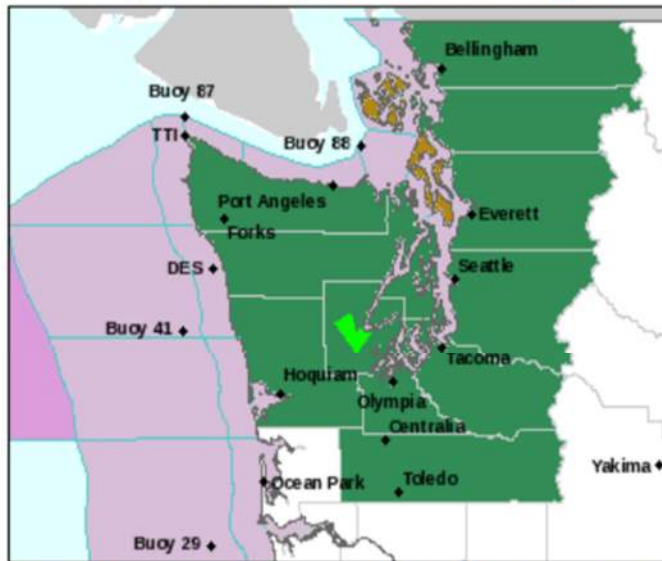 Bellingham
Buoy 87
TTI
Buoy 88
Port Angeles
Forks
Everett
DES
Seattle
Buoy 41
Tacoma
Hoquiam
Olympia
Centralia
Yakima
Ocean Park
Toledo
Buoy 29